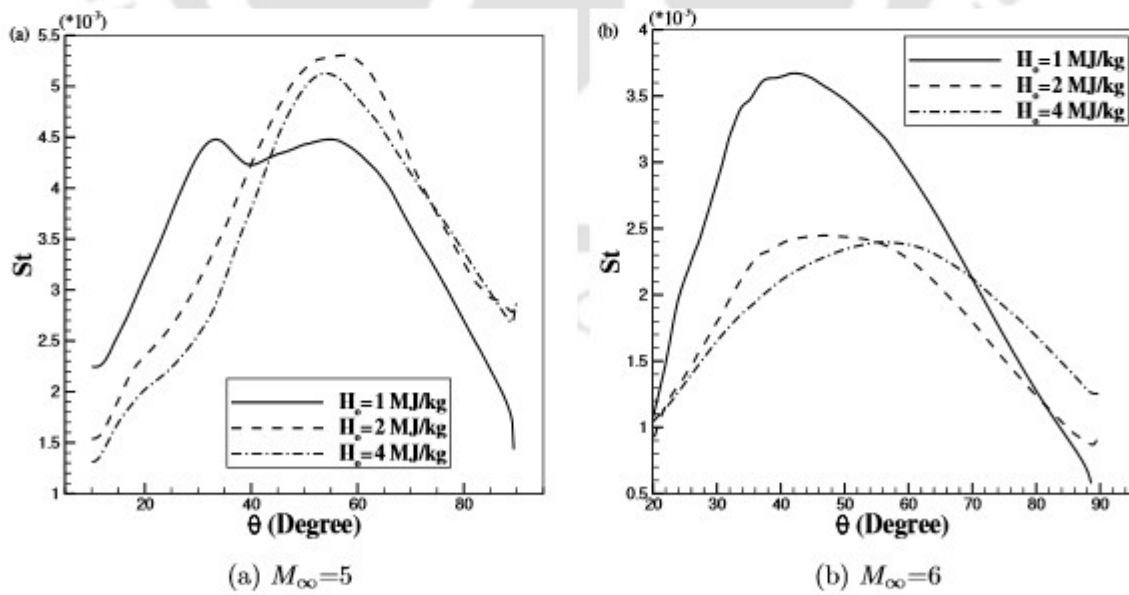 (a)
(*10⁻³)
5.5
5
4.5
4
3.5
3
2.5
2
1.5
1
St
20
40
60
80
θ (Degree)
H₀=1 MJ/kg
H₀=2 MJ/kg
H₀=4 MJ/kg
(a) M∞=5
(b)
(*10⁻³)
4
3.5
3
2.5
2
1.5
1
0.5
St
20
30
40
50
60
70
80
90
θ (Degree)
H₀=1 MJ/kg
H₀=2 MJ/kg
H₀=4 MJ/kg
(b) M∞=6